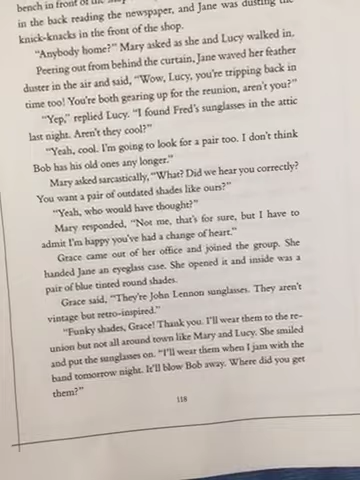 bench in front of the
in the back reading the newspaper, and Jane was dusting the
knick-knacks in the front of the shop.
"Anybody home?" Mary asked as she and Lucy walked in.
Peering out from behind the curtain, Jane waved her feather
duster in the air and said, "Wow, Lucy, you're tripping back in
time too! You're both gearing up for the reunion, aren't you?"
"Yep," replied Lucy. "I found Fred's sunglasses in the attic
last night. Aren't they cool?"
"Yeah, cool. I'm going to look for a pair too. I don't think
Bob has his old ones any longer."
Mary asked sarcastically, "What? Did we hear you correctly?
You want a pair of outdated shades like ours?"
"Yeah, who would have thought?"
Mary responded, "Not me, that's for sure, but I have to
admit I'm happy you've had a change of heart."
Grace came out of her office and joined the group. She
handed Jane an eyeglass case. She opened it and inside was a
pair of blue tinted round shades.
Grace said, "They're John Lennon sunglasses. They aren't
vintage but retro-inspired."
"Funky shades, Grace! Thank you. I'll wear them to the re-
union but not all around town like Mary and Lucy. She smiled
and put the sunglasses on. "I'll wear them when I jam with the
band tomorrow night. It'll blow Bob away. Where did you get
them?"
118